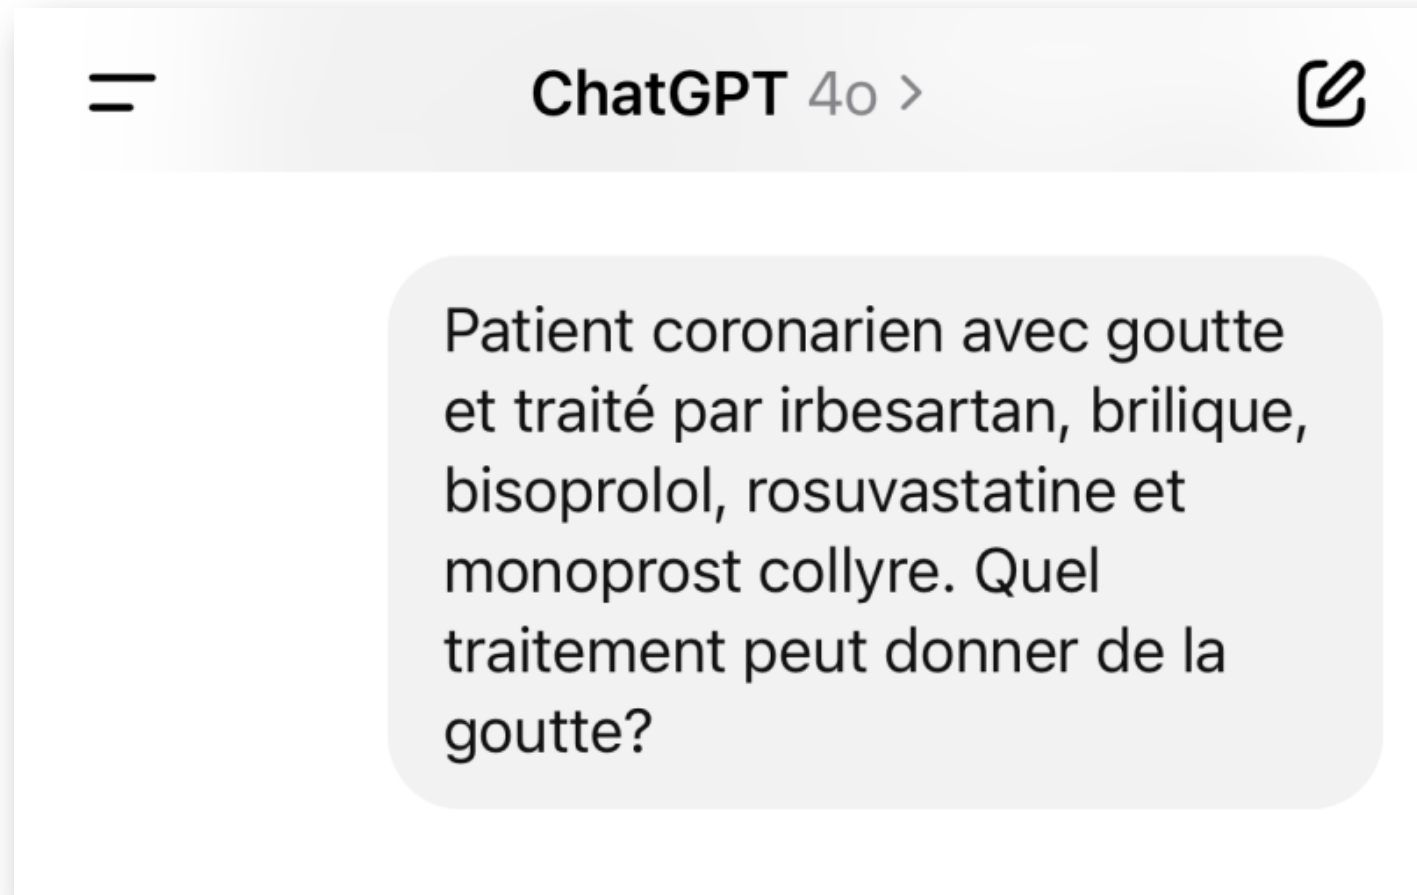 ChatGPT 4o >
Patient coronarien avec goutte
et traité par irbesartan, brilique,
bisoprolol, rosuvastatine et
monoprost collyre. Quel
traitement peut donner de la
goutte?